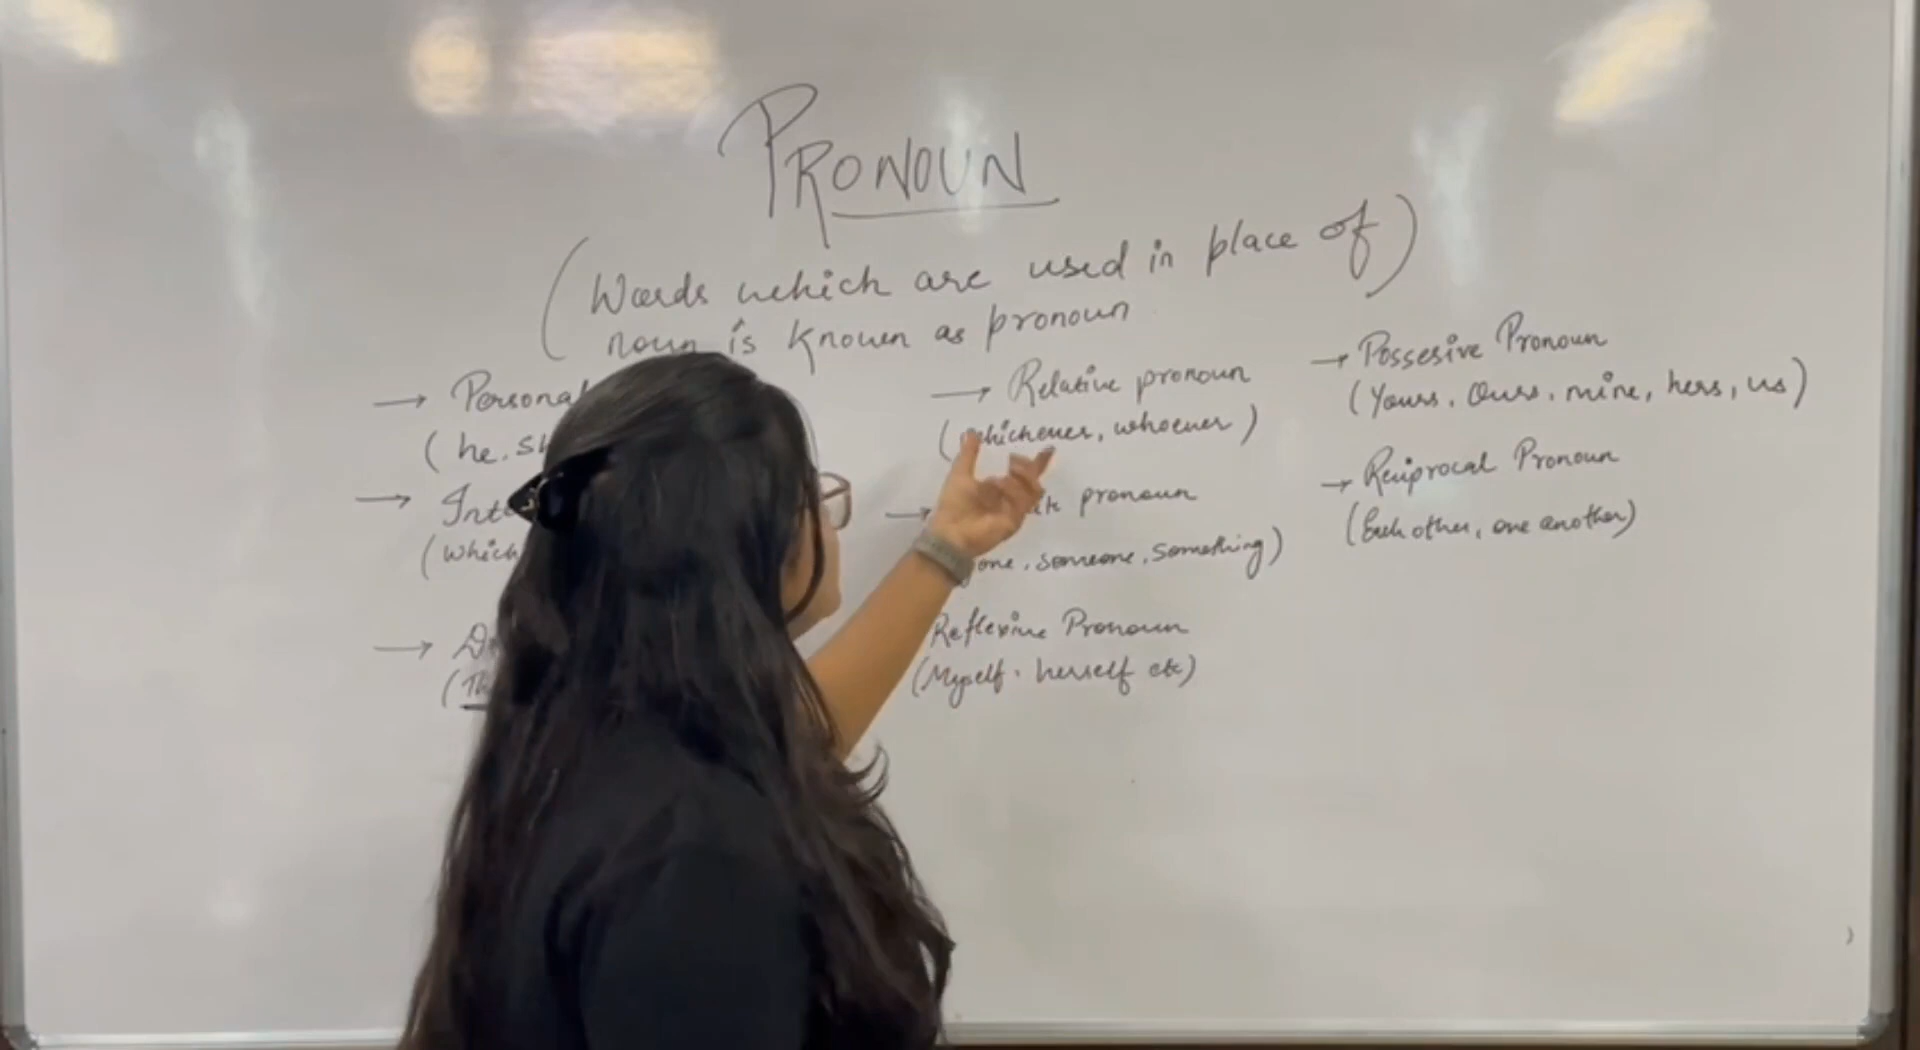 PRONOUN
(Words which are used in place of)
noun is known as pronoun
→ Personal
(he, sh
→ Inte
(which
→ D
(Th
→ Relative pronoun
(whichever, whoever)
→ pronoun
one, someone, something)
Reflexive Pronoun
(Myself, herself etc)
→ Possesive Pronoun
(Yours, Ours, mine, hers, us)
→ Reciprocal Pronoun
(Each other, one another)